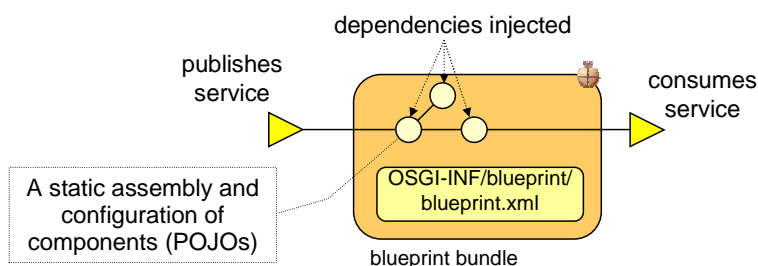 dependencies injected
publishes
service
consumes
service
A static assembly and
configuration of
components (POJOs)
OSGI-INF/blueprint/
blueprint.xml
blueprint bundle